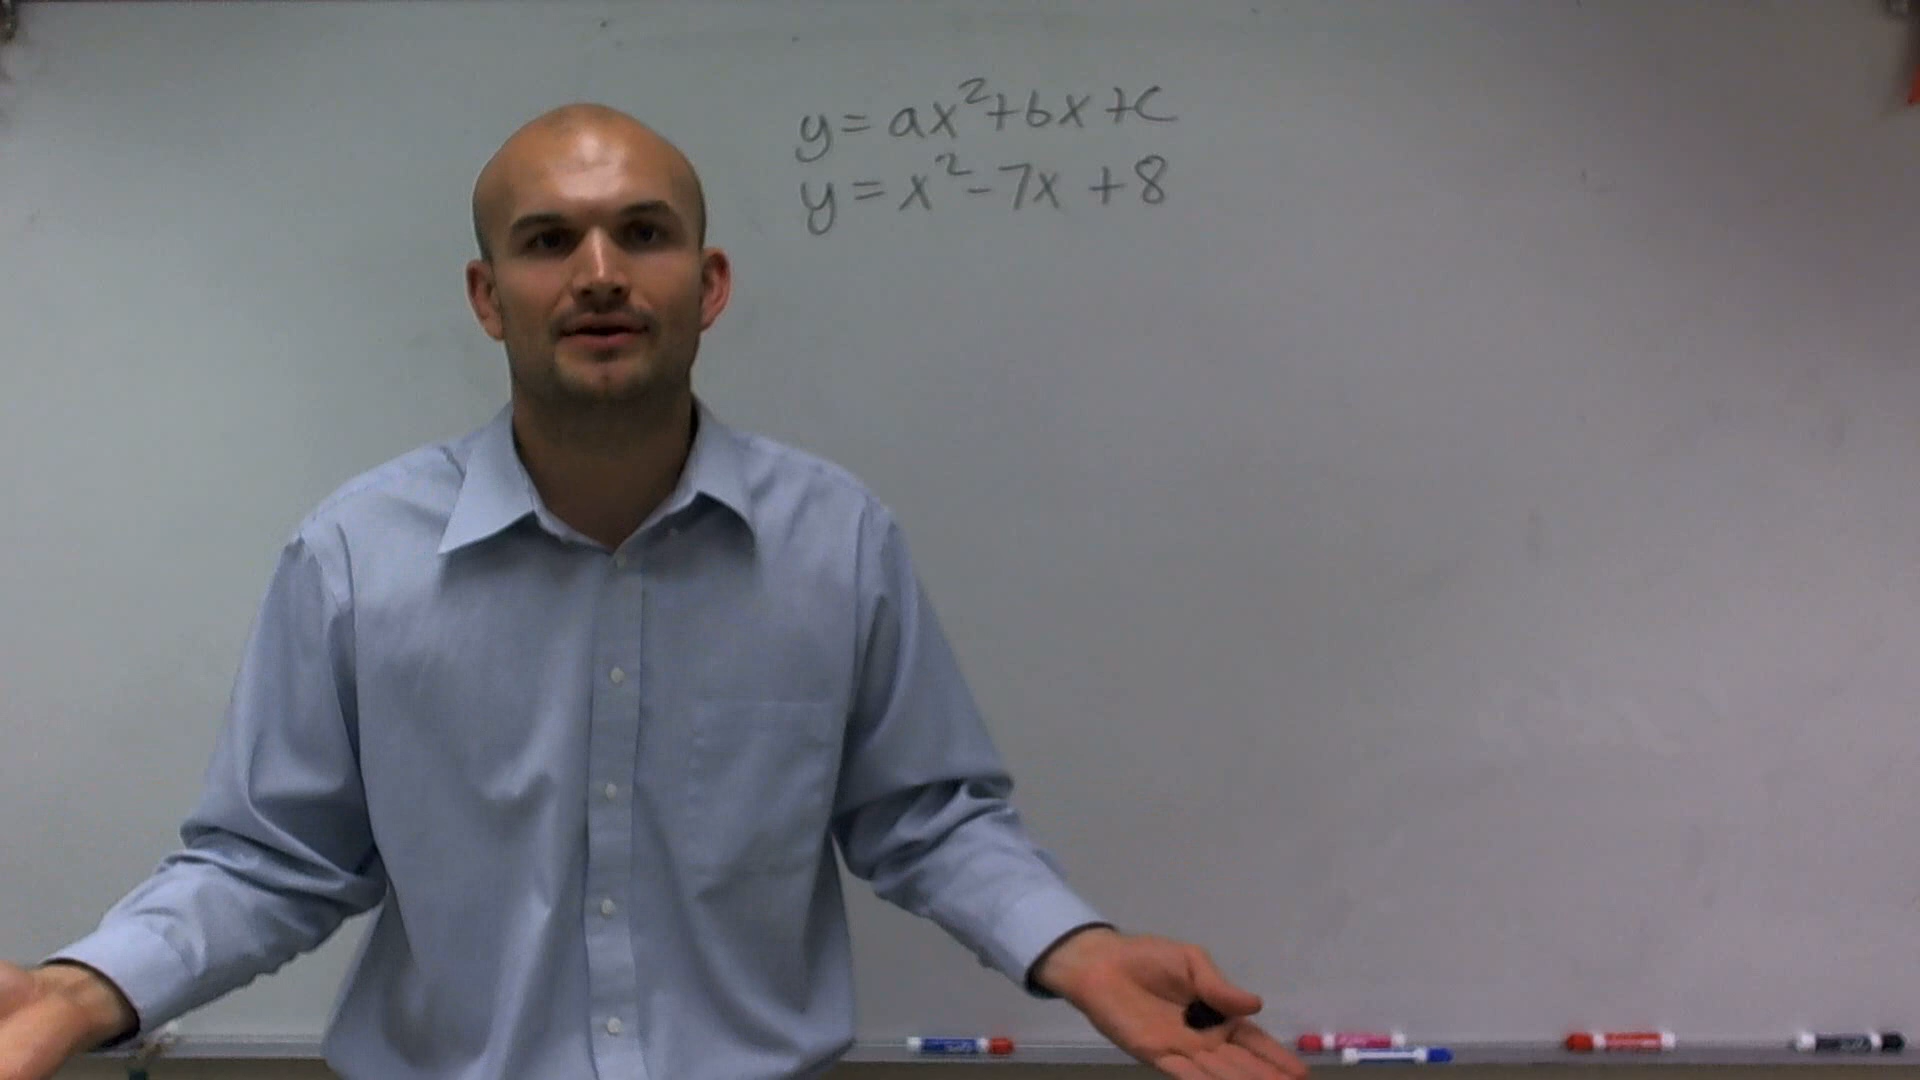 y = ax²+bx+c
y = x²-7x+8